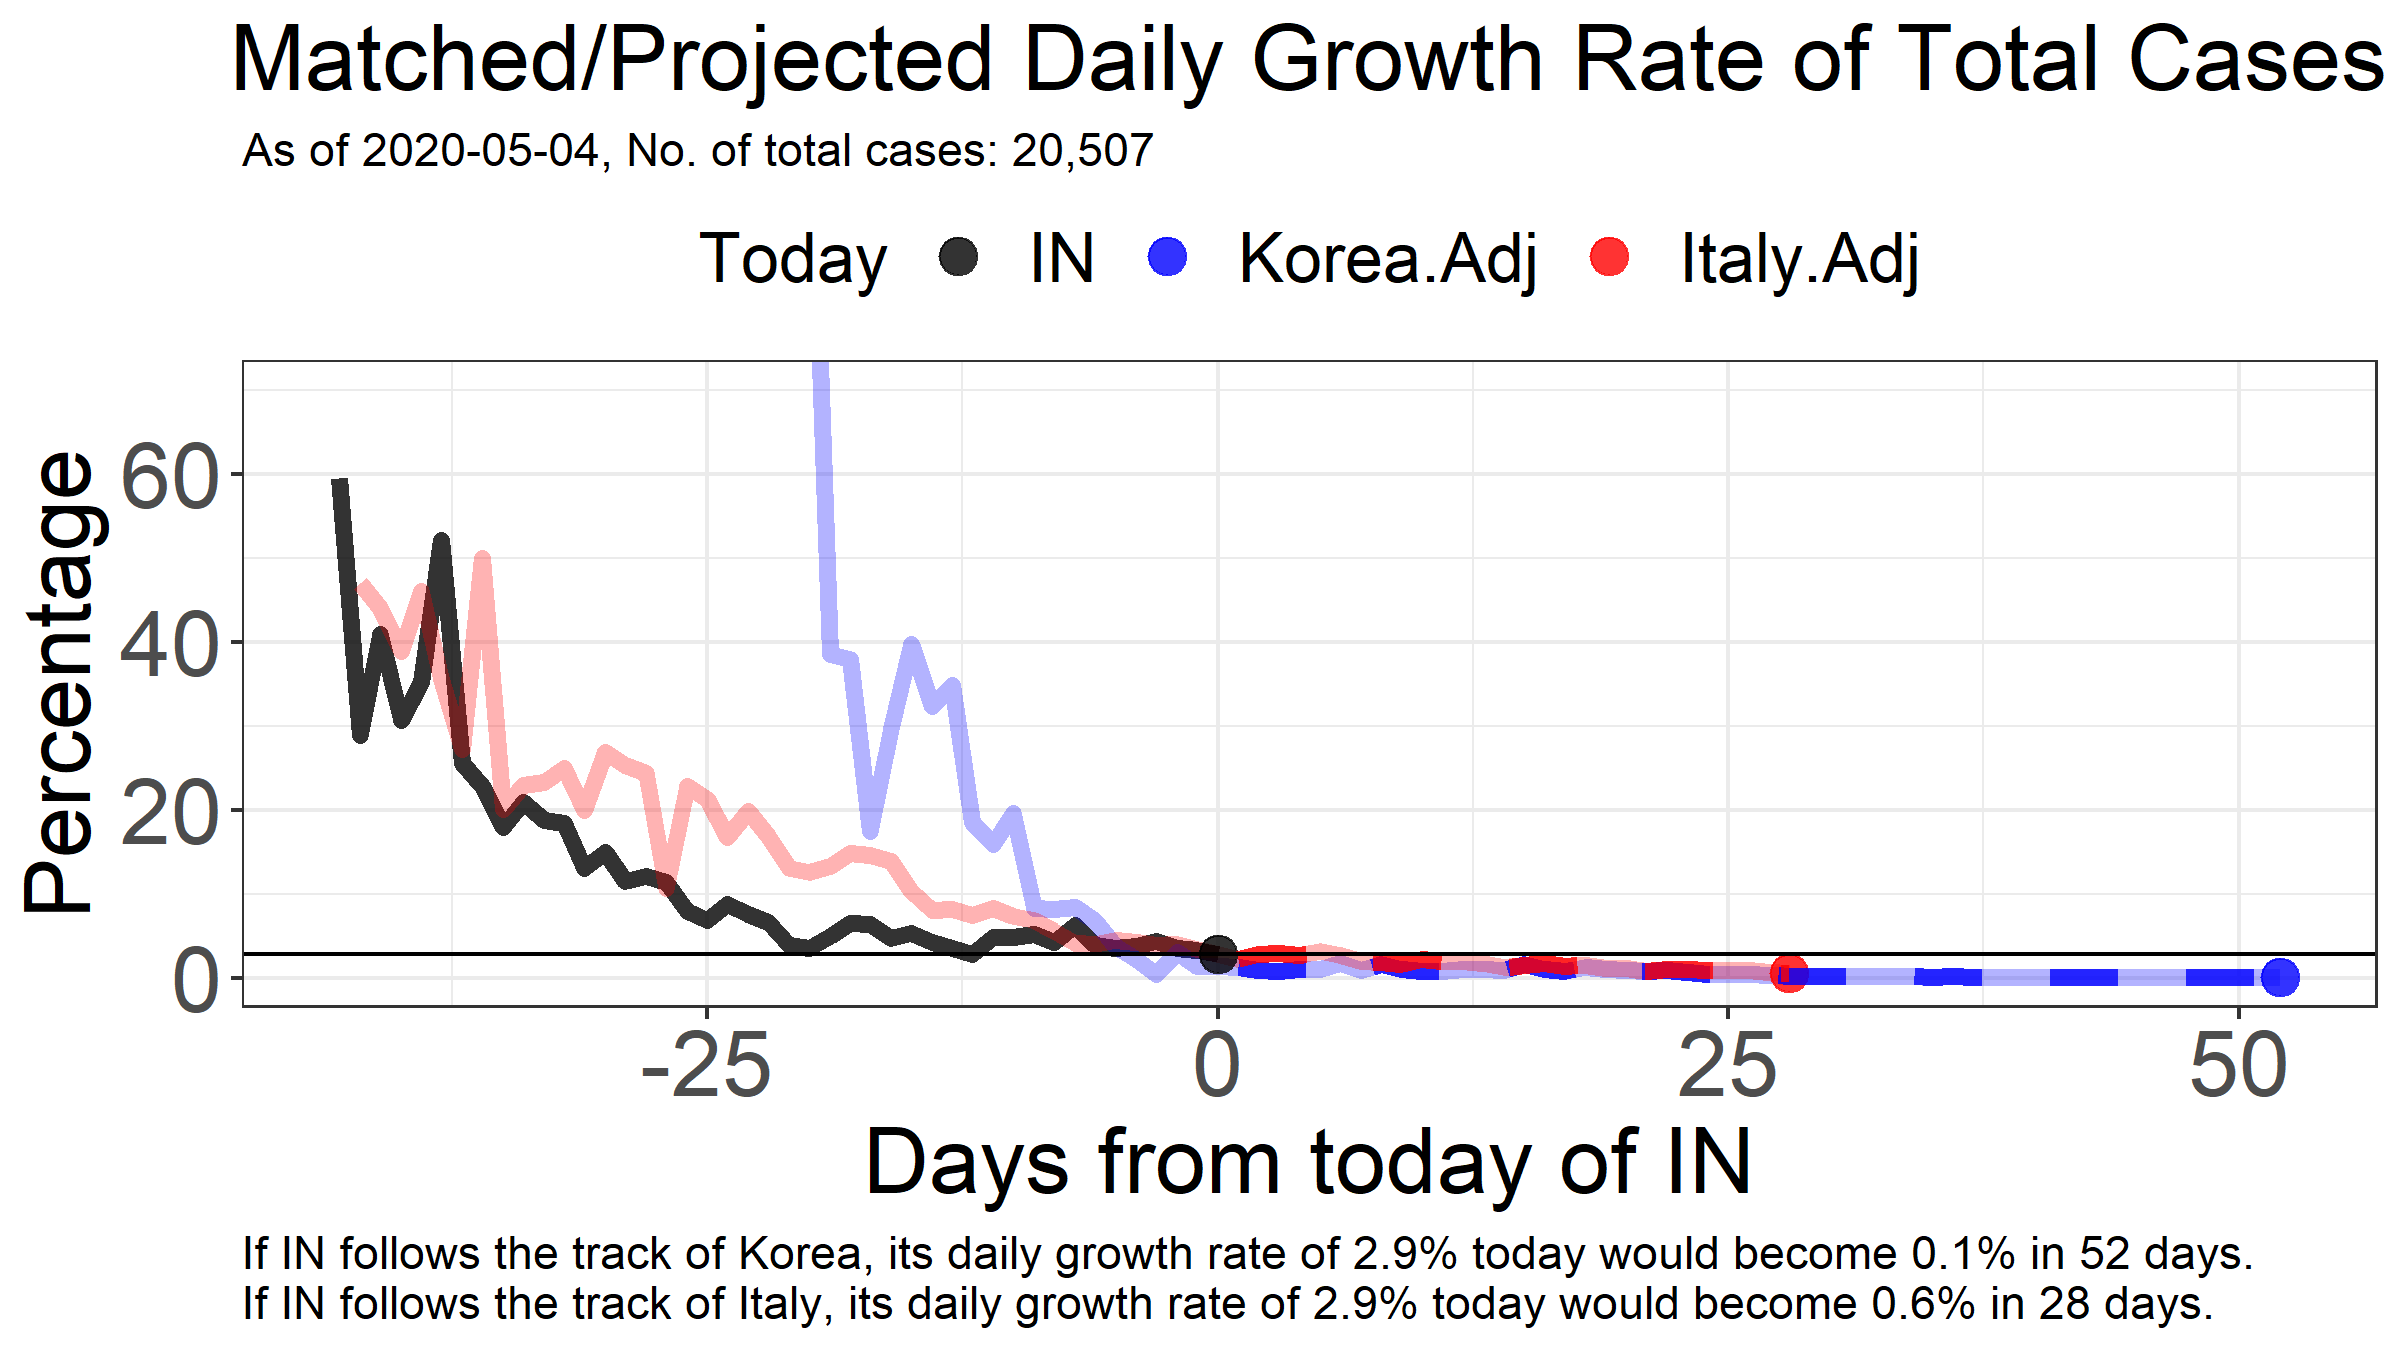 Matched/Projected Daily Growth Rate of Total Cases
As of 2020-05-04, No. of total cases: 20,507
Today IN Korea.Adj Italy.Adj
Percentage
60
40
20
0
-25 0 25 50
Days from today of IN
If IN follows the track of Korea, its daily growth rate of 2.9% today would become 0.1% in 52 days.
If IN follows the track of Italy, its daily growth rate of 2.9% today would become 0.6% in 28 days.